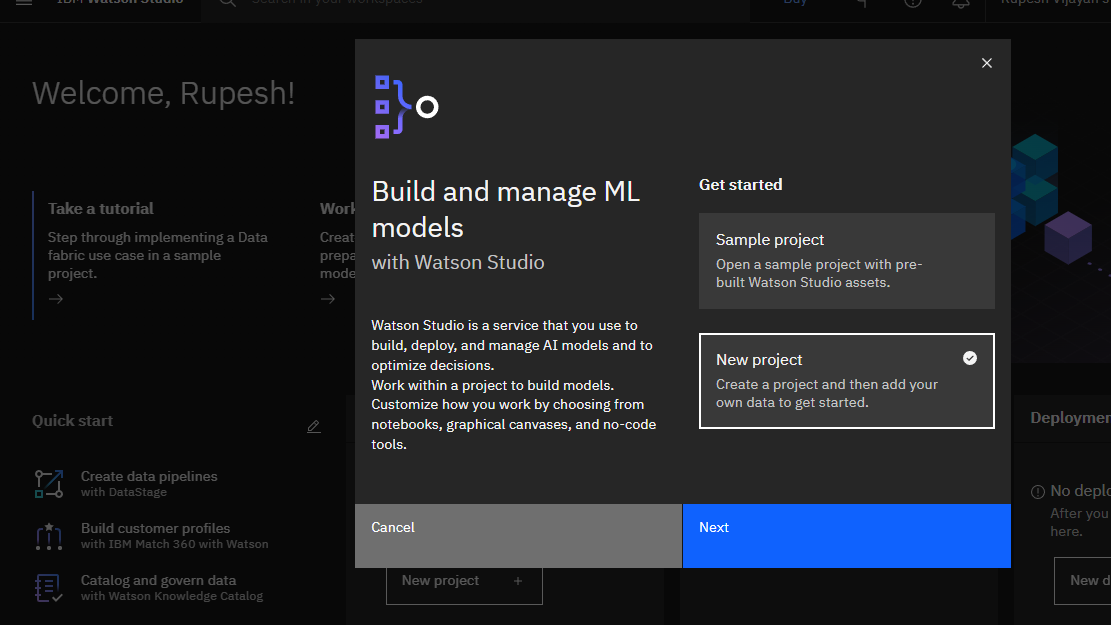 IBM Watson Studio
Search in your workspaces
Buy
Welcome, Rupesh!
Take a tutorial
Step through implementing a Data
fabric use case in a sample
project.
Work
Creat
prepa
mode
Quick start
Create data pipelines
with DataStage
Build customer profiles
with IBM Match 360 with Watson
Catalog and govern data
with Watson Knowledge Catalog
Build and manage ML
models
with Watson Studio
Watson Studio is a service that you use to
build, deploy, and manage AI models and to
optimize decisions.
Work within a project to build models.
Customize how you work by choosing from
notebooks, graphical canvases, and no-code
tools.
Get started
Sample project
Open a sample project with pre-
built Watson Studio assets.
New project
Create a project and then add your
own data to get started.
Cancel
Next
New project +
Deploymen
No deplo
After you
here.
New d